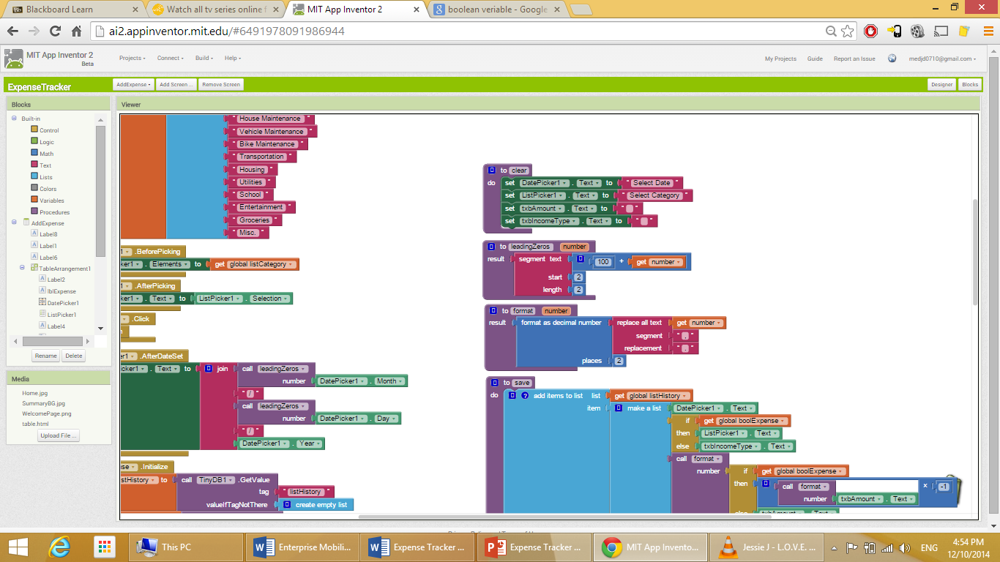 Blackboard Learn
Watch all tv series online f
MIT App Inventor 2
boolean veriable - Google
ai2.appinventor.mit.edu/#6491978091986944
MIT App Inventor 2
Beta
Projects
Connect
Build
Help
My Projects
Guide
Report an Issue
medjd0710@gmail.com
ExpenseTracker
AddExpense
Add Screen ...
Remove Screen
Designer
Blocks
Blocks
Built-in
Control
Logic
Math
Text
Lists
Colors
Variables
Procedures
AddExpense
Label8
Label1
Label6
TableArrangement1
Label2
lblExpense
DatePicker1
ListPicker1
Label4
Rename
Delete
Media
Home.jpg
SummaryBG.jpg
WelcomePage.png
table.html
Upload File ...
Viewer
" House Maintenance "
" Vehicle Maintenance "
" Bike Maintenance "
" Transportation "
" Housing "
" Utilities "
" School "
" Entertainment "
" Groceries "
" Misc. "
1 .BeforePicking
ker1 . Elements to get global listCategory
1 .AfterPicking
ker1 . Text to ListPicker1 . Selection
.Click
er1 .AfterDateSet
cker1 . Text to join call leadingZeros
number DatePicker1 . Month
" / "
call leadingZeros
number DatePicker1 . Day
" / "
DatePicker1 . Year
se .Initialize
stHistory to call TinyDB1 .GetValue
tag " listHistory "
valueIfTagNotThere create empty list
to clear
do set DatePicker1 . Text to " Select Date "
set ListPicker1 . Text to " Select Category "
set txbAmount . Text to " "
set txbIncomeType . Text to " "
to leadingZeros number
result segment text 100 + get number
start 2
length 2
to format number
result format as decimal number replace all text get number
segment " , "
replacement " "
places 2
to save
do ? add items to list list get global listHistory
item make a list DatePicker1 . Text
if get global boolExpense
then ListPicker1 . Text
else txbIncomeType . Text
call format
number if get global boolExpense
then call format × -1
number txbAmount . Text
else txbAmount . Text
This PC
Enterprise Mobili...
Expense Tracker ...
Expense Tracker ...
MIT App Invento...
Jessie J - L.O.V.E. ...
ENG
4:54 PM
12/10/2014